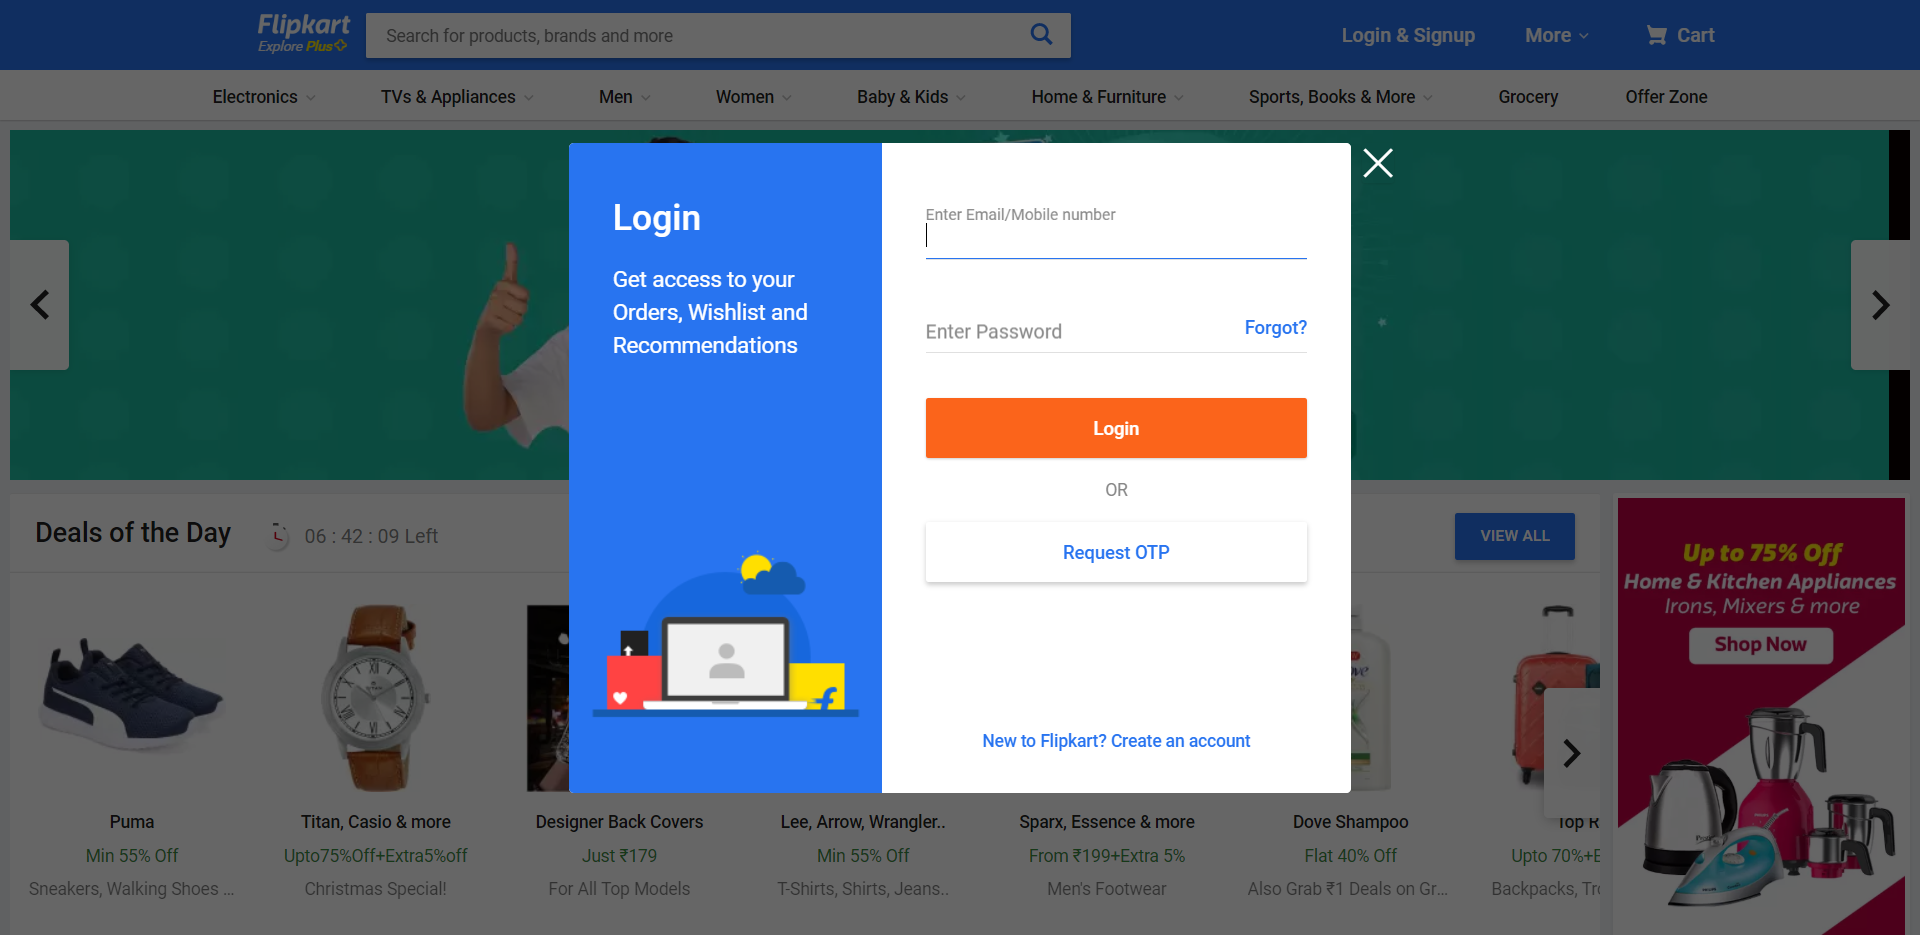 Flipkart
Explore Plus
Search for products, brands and more
Login & Signup
More
Cart
Electronics
TVs & Appliances
Men
Women
Baby & Kids
Home & Furniture
Sports, Books & More
Grocery
Offer Zone
Login
Get access to your
Orders, Wishlist and
Recommendations
Enter Email/Mobile number
Enter Password
Forgot?
Login
OR
Request OTP
New to Flipkart? Create an account
Deals of the Day
06 : 42 : 09 Left
VIEW ALL
Puma
Min 55% Off
Sneakers, Walking Shoes ...
Titan, Casio & more
Upto75%Off+Extra5%off
Christmas Special!
Designer Back Covers
Just ₹179
For All Top Models
Lee, Arrow, Wrangler..
Min 55% Off
T-Shirts, Shirts, Jeans..
Sparx, Essence & more
From ₹199+Extra 5%
Men's Footwear
Dove Shampoo
Flat 40% Off
Also Grab ₹1 Deals on Gr...
Top R
Upto 70%+E
Backpacks, Tro
Up to 75% Off
Home & Kitchen Appliances
Irons, Mixers & more
Shop Now